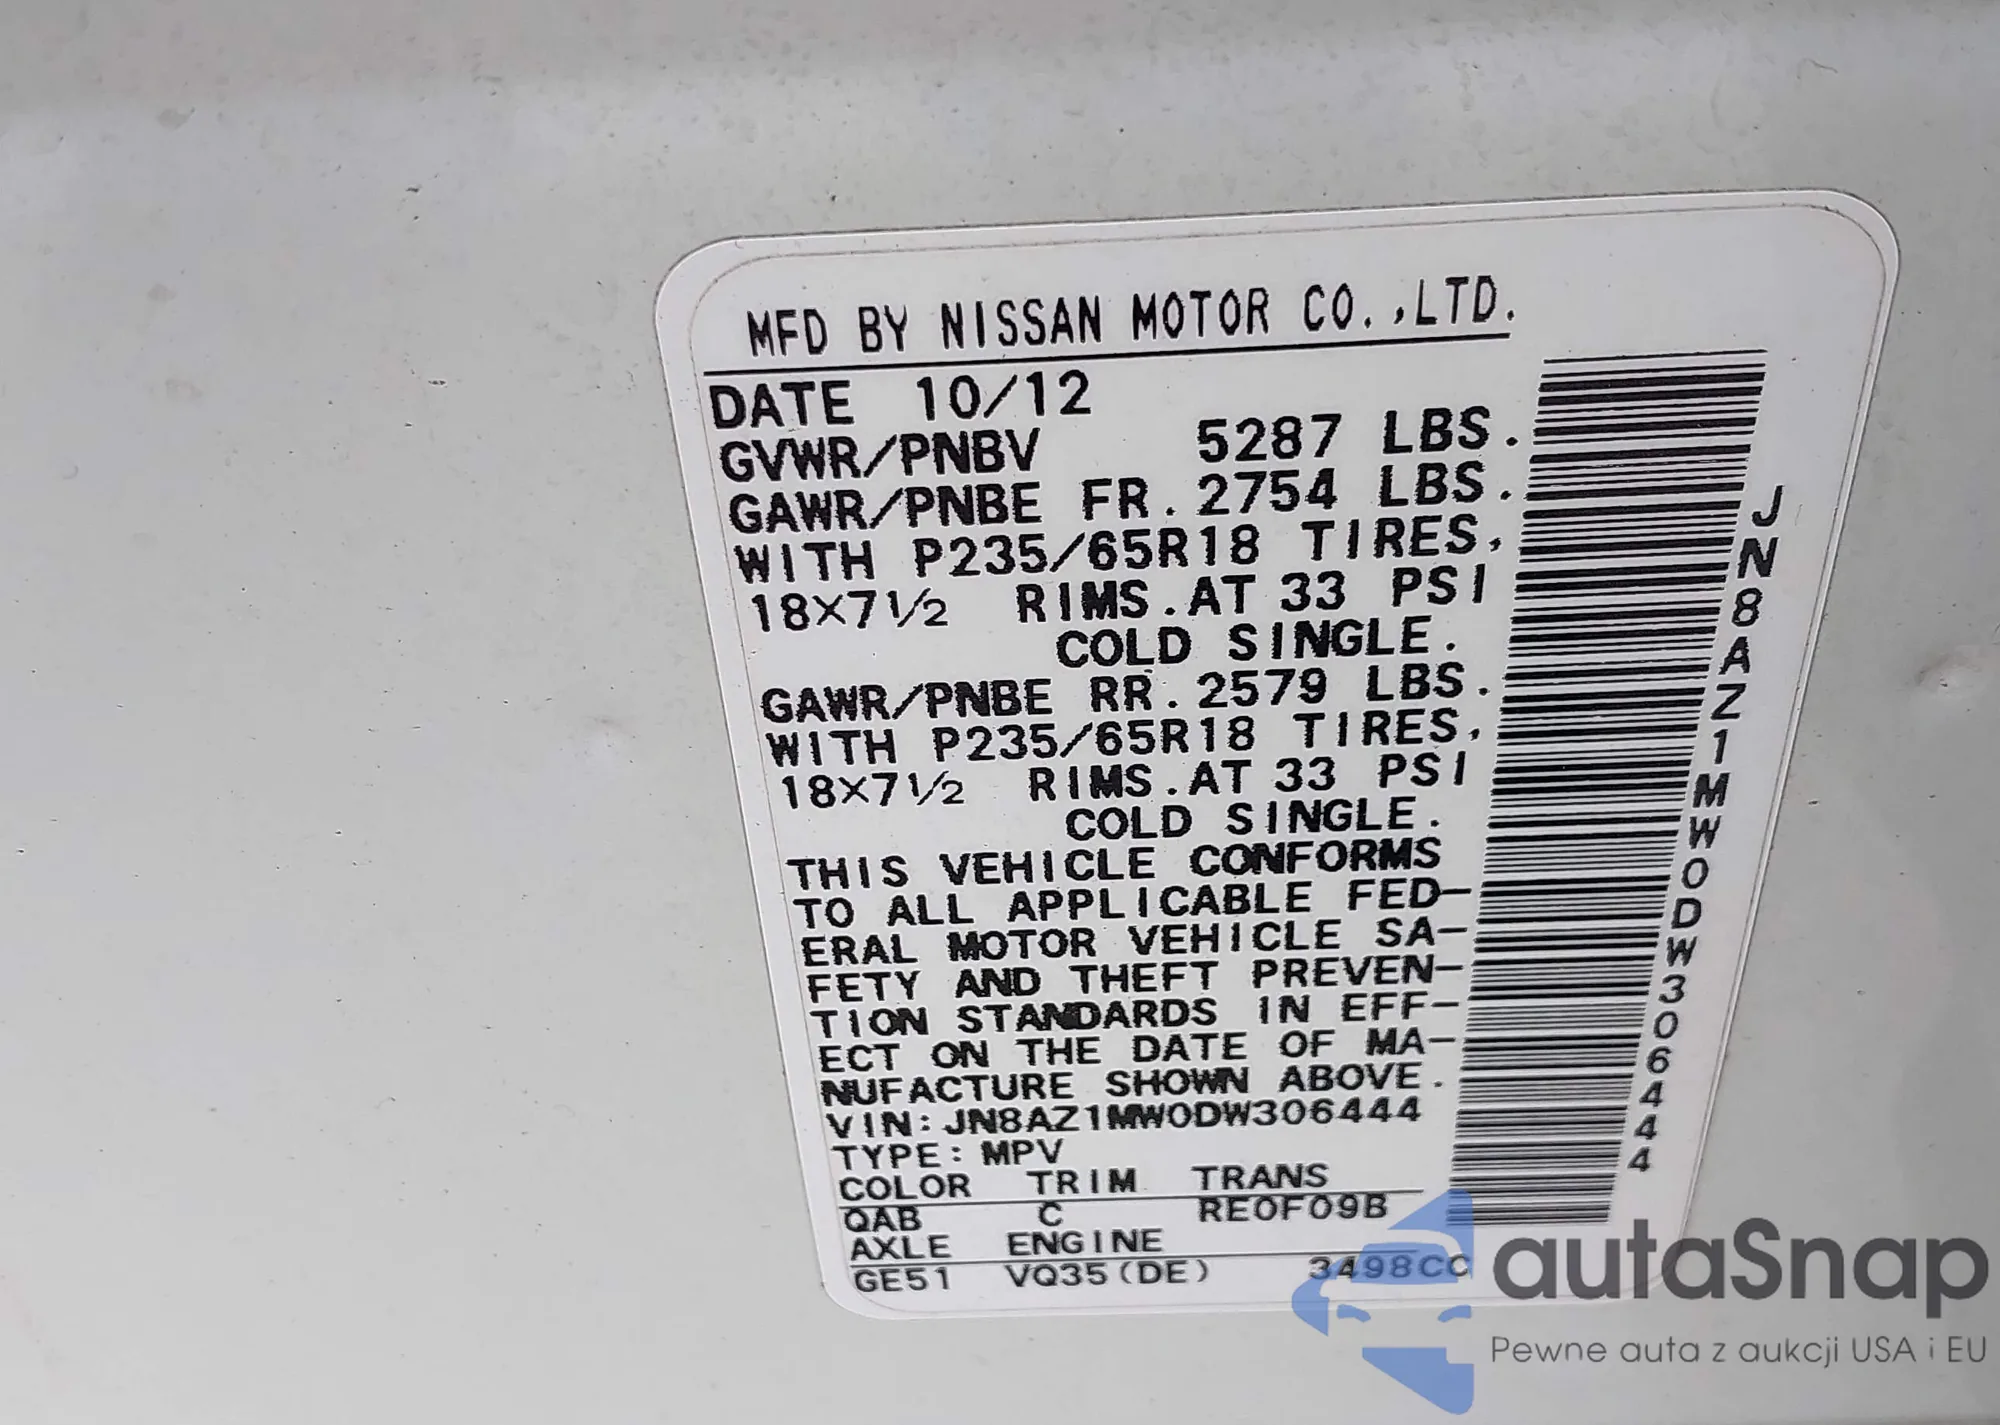 MFD BY NISSAN MOTOR CO.,LTD.
DATE 10/12
GVWR/PNBV 5287 LBS.
GAWR/PNBE FR. 2754 LBS.
WITH P235/65R18 TIRES,
18×7½ RIMS. AT 33 PSI
COLD SINGLE.
GAWR/PNBE RR. 2579 LBS.
WITH P235/65R18 TIRES,
18×7½ RIMS. AT 33 PSI
COLD SINGLE.
THIS VEHICLE CONFORMS
TO ALL APPLICABLE FED-
ERAL MOTOR VEHICLE SA-
FETY AND THEFT PREVEN-
TION STANDARDS IN EFF-
ECT ON THE DATE OF MA-
NUFACTURE SHOWN ABOVE.
VIN: JN8AZ1MW0DW306444
TYPE: MPV
COLOR TRIM TRANS
QAB C RE0F09B
AXLE ENGINE
GE51 VQ35(DE) 3498CC
JN8AZ1MW0DW306444
autaSnap
Pewne auta z aukcji USA i EU